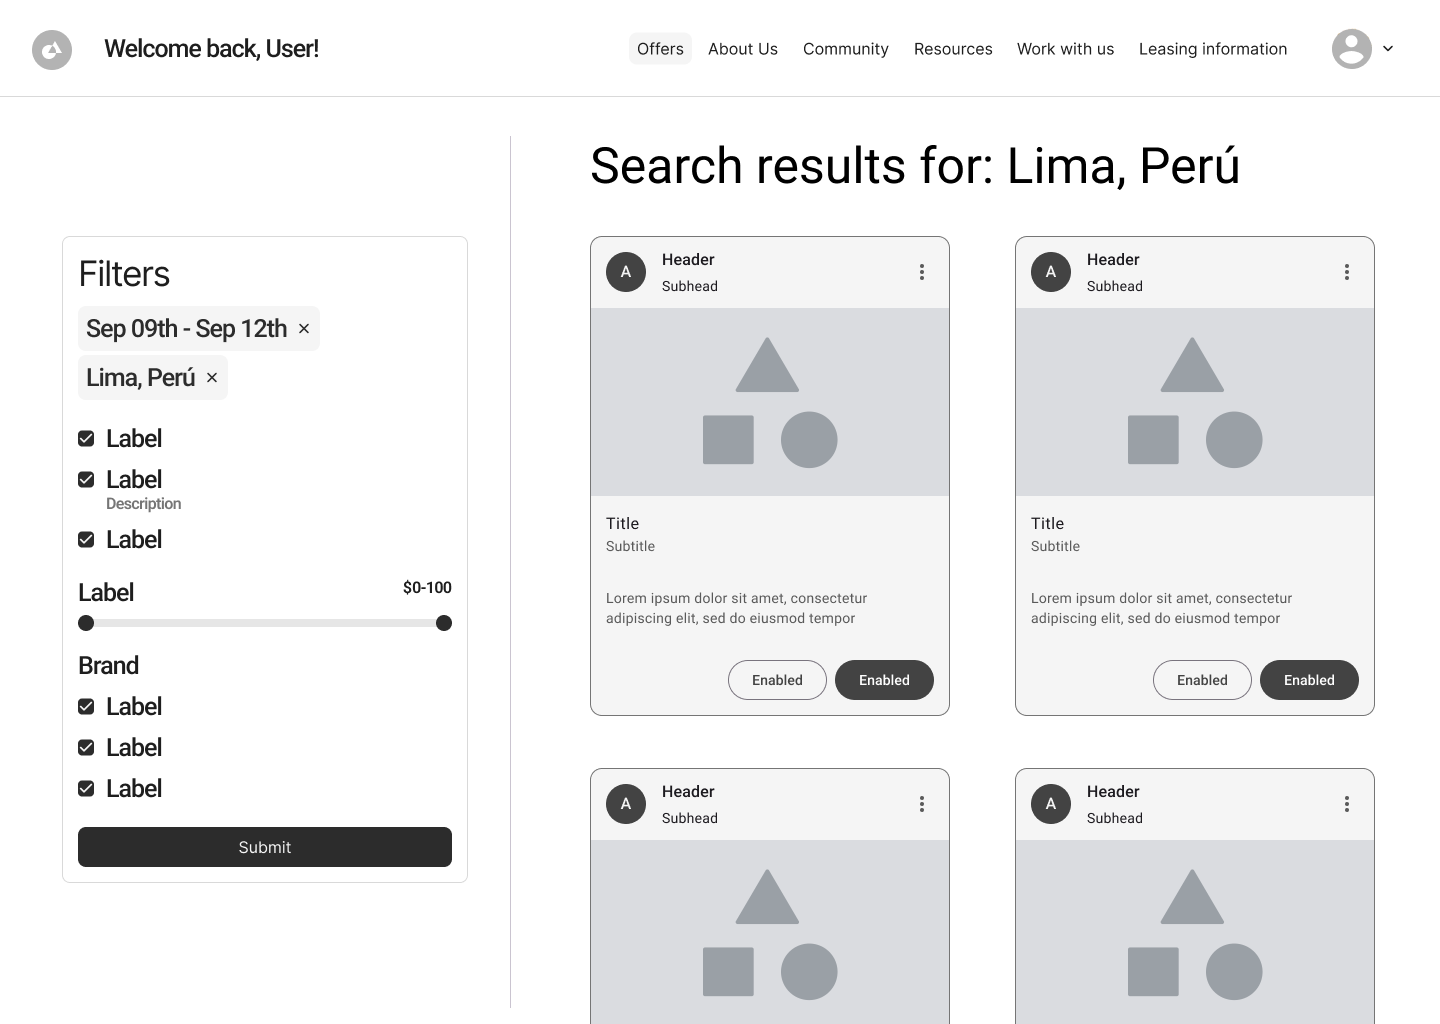 Welcome back, User!
Offers
About Us
Community
Resources
Work with us
Leasing information
Filters
Sep 09th - Sep 12th ×
Lima, Perú ×
Label
Label
Description
Label
Label
$0-100
Brand
Label
Label
Label
Submit
Search results for: Lima, Perú
A
Header
Subhead
Title
Subtitle
Lorem ipsum dolor sit amet, consectetur
adipiscing elit, sed do eiusmod tempor
Enabled
Enabled
A
Header
Subhead
Title
Subtitle
Lorem ipsum dolor sit amet, consectetur
adipiscing elit, sed do eiusmod tempor
Enabled
Enabled
A
Header
Subhead
A
Header
Subhead